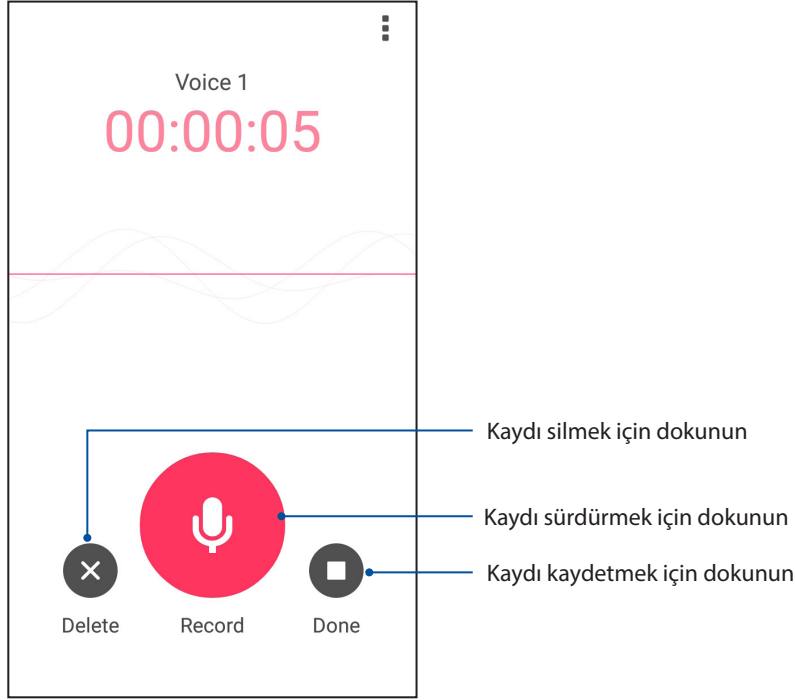 Voice 1
00:00:05
Kaydı silmek için dokunun
Kaydı sürdürmek için dokunun
Kaydı kaydetmek için dokunun
Delete
Record
Done